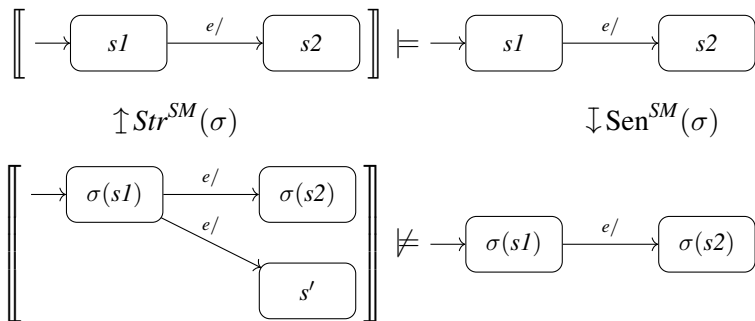 ⟦ s1 e/ s2 ⟧ ⊨ s1 e/ s2
↥ Str^SM(σ) ↧ Sen^SM(σ)
⟦ σ(s1) e/ σ(s2) ⟧ ⊭ σ(s1) e/ σ(s2)
e/
s′